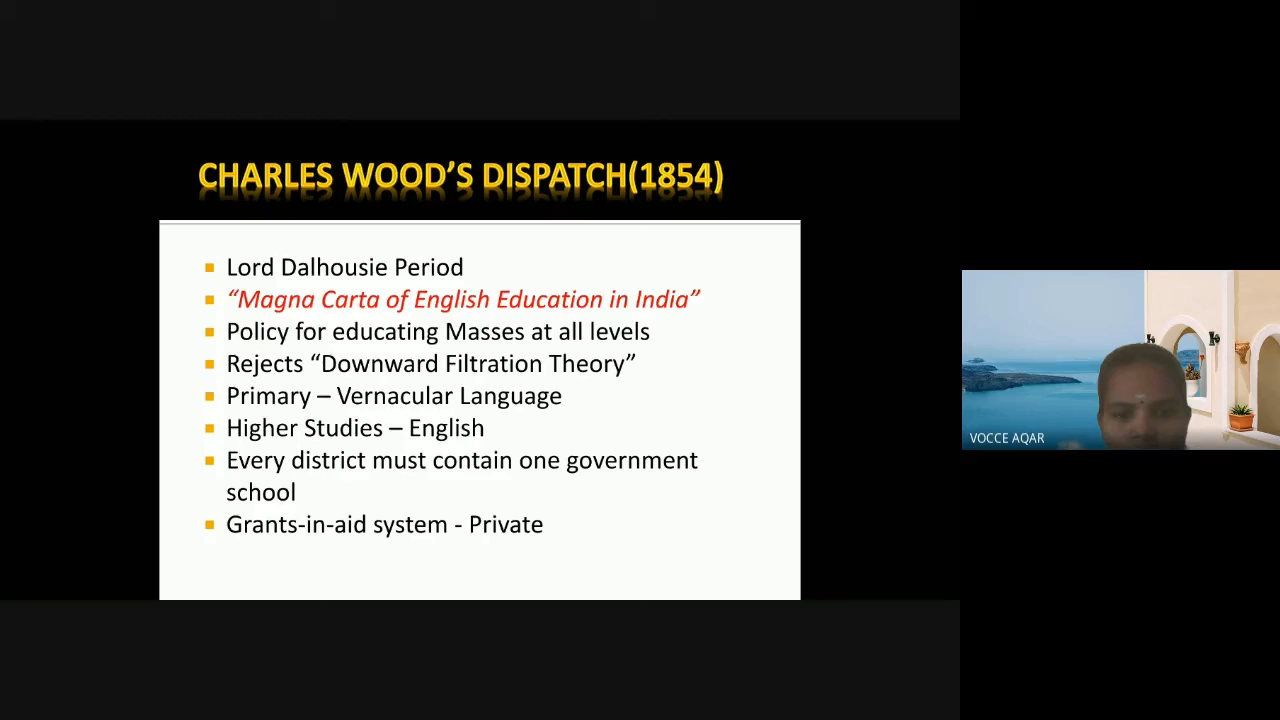 CHARLES WOOD’S DISPATCH(1854)
Lord Dalhousie Period
“Magna Carta of English Education in India”
Policy for educating Masses at all levels
Rejects “Downward Filtration Theory”
Primary – Vernacular Language
Higher Studies – English
Every district must contain one government
school
Grants-in-aid system - Private
VOCCE AQAR